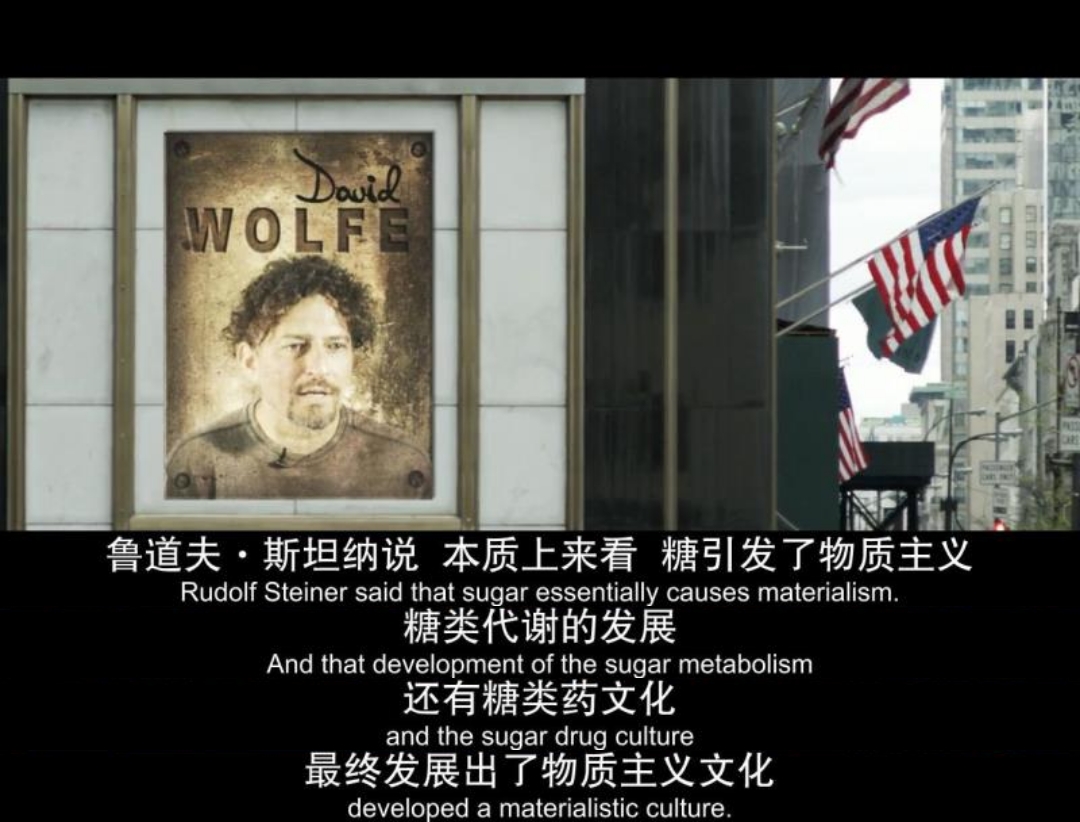 David
WOLFE
PASSENGER
CARS ONLY
鲁道夫·斯坦纳说 本质上来看 糖引发了物质主义
Rudolf Steiner said that sugar essentially causes materialism.
糖类代谢的发展
And that development of the sugar metabolism
还有糖类药文化
and the sugar drug culture
最终发展出了物质主义文化
developed a materialistic culture.